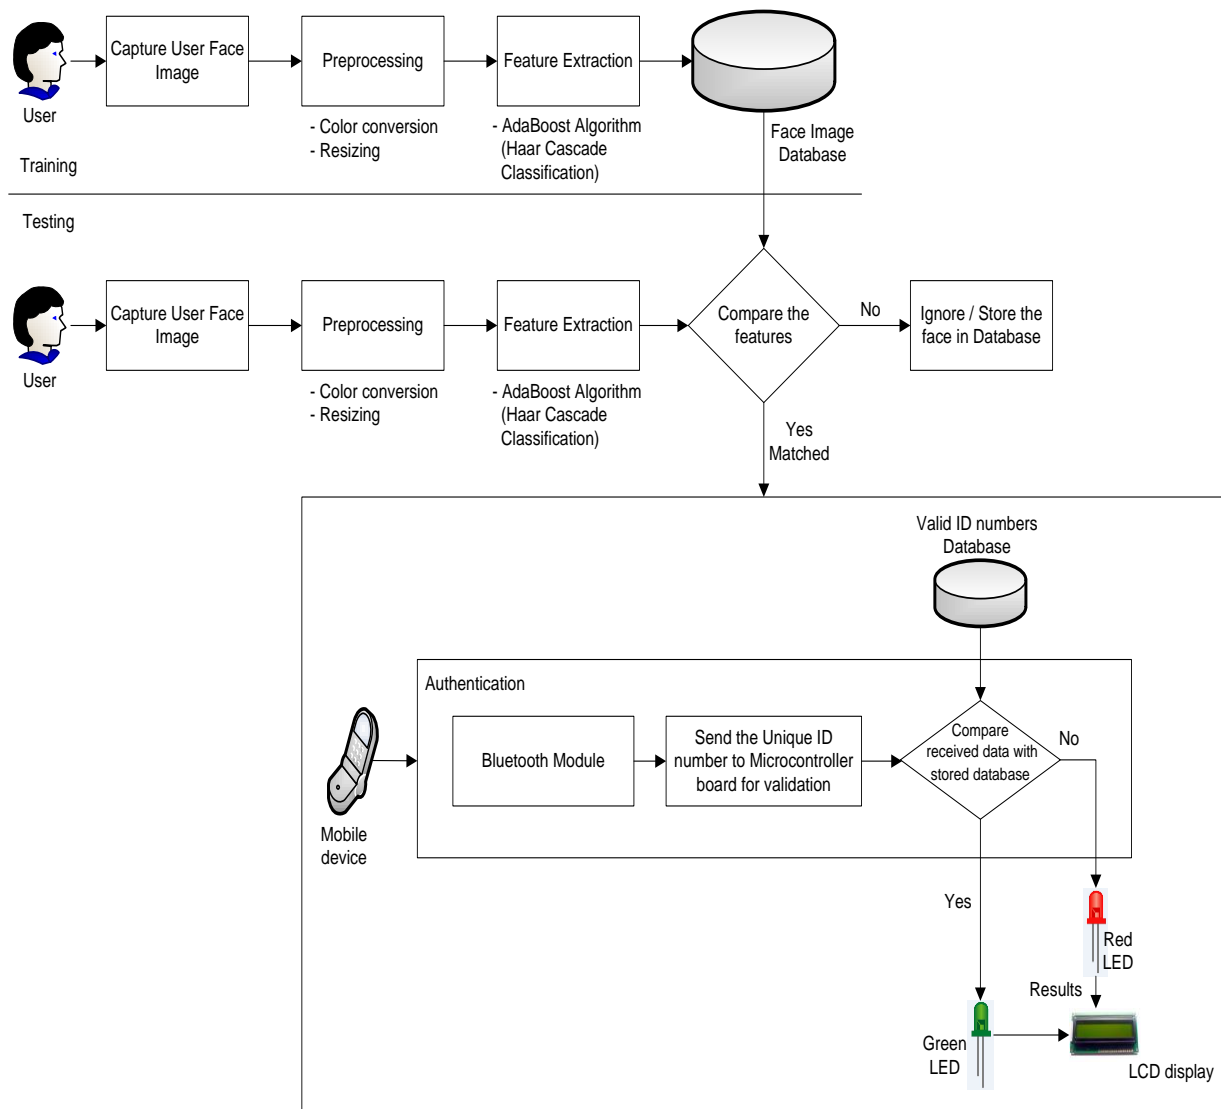 Capture User Face
Image
Preprocessing
Feature Extraction
User
- Color conversion
- Resizing
- AdaBoost Algorithm
(Haar Cascade
Classification)
Face Image
Database
Training
Testing
Capture User Face
Image
Preprocessing
Feature Extraction
Compare the
features
No
Ignore / Store the
face in Database
User
- Color conversion
- Resizing
- AdaBoost Algorithm
(Haar Cascade
Classification)
Yes
Matched
Valid ID numbers
Database
Authentication
Bluetooth Module
Send the Unique ID
number to Microcontroller
board for validation
Compare
received data with
stored database
No
Mobile
device
Yes
Red
LED
Results
Green
LED
LCD display